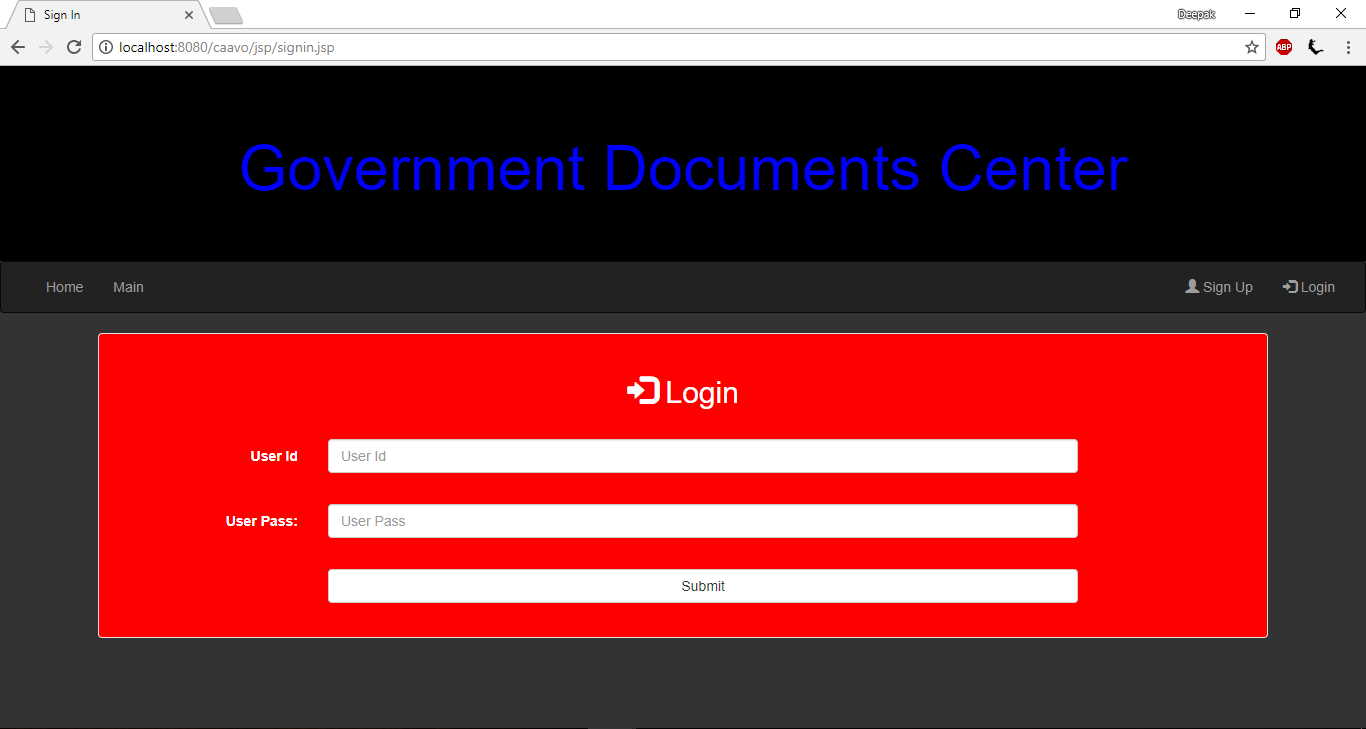 Sign In
Deepak
localhost:8080/caavo/jsp/signin.jsp
ABP
Government Documents Center
Home Main Sign Up Login
Login
User Id User Id
User Pass: User Pass
Submit